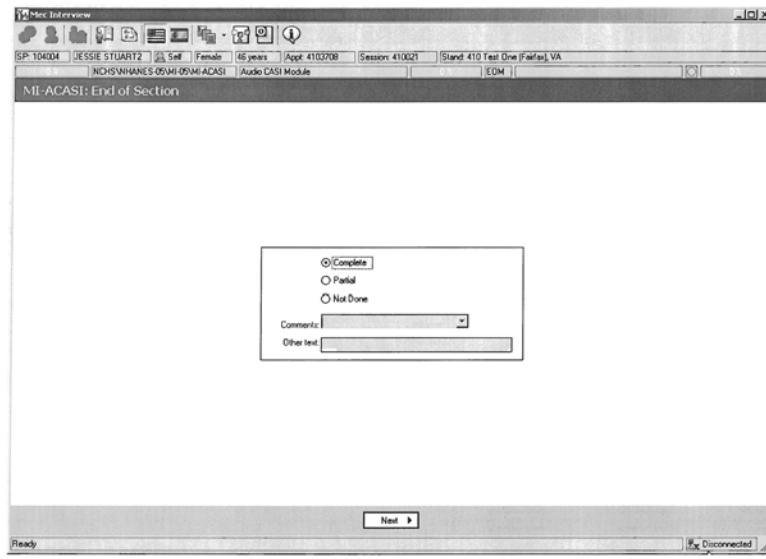 Mec Interview
SP: 104004 JESSIE STUART2 Self Female 46 years Appt: 4103708 Session: 410021 Stand: 410 Test One (Fairfax), VA
NCHS\NHANES-05\MI-05\MI-ACASI Audio CASI Module EOM
MI-ACASI: End of Section
Complete
Partial
Not Done
Comments:
Other text:
Next
Ready Disconnected